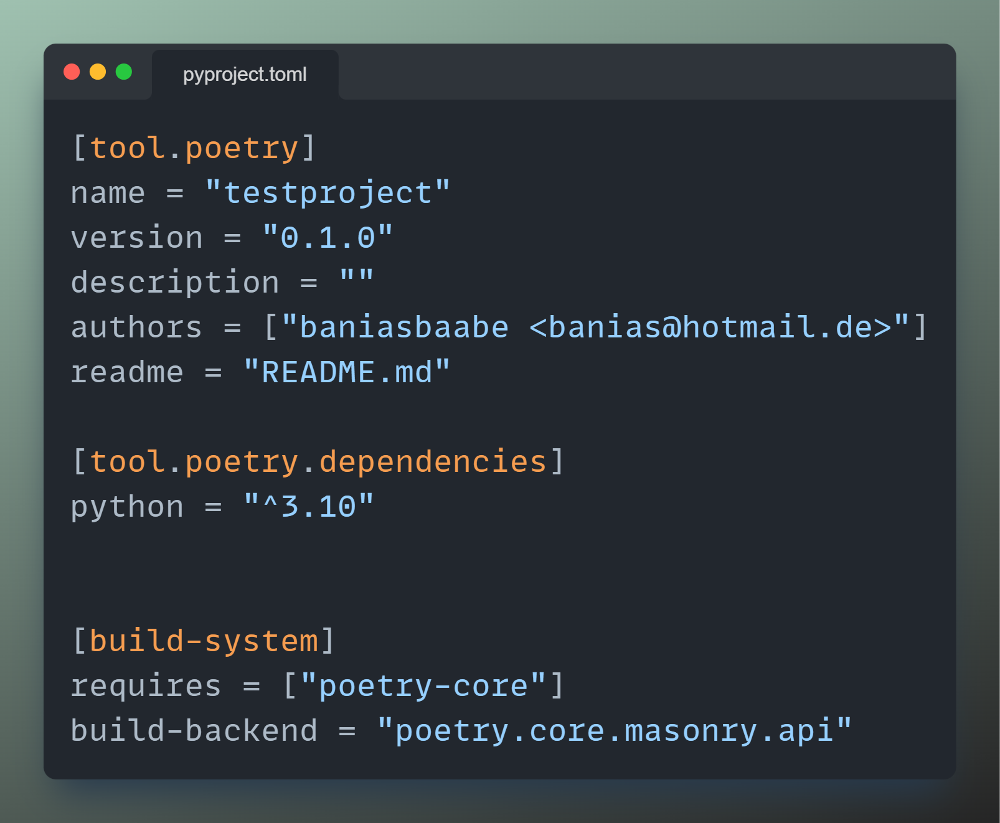 pyproject.toml
[tool.poetry]
name = "testproject"
version = "0.1.0"
description = ""
authors = ["baniasbaabe <banias@hotmail.de>"]
readme = "README.md"
[tool.poetry.dependencies]
python = "^3.10"
[build-system]
requires = ["poetry-core"]
build-backend = "poetry.core.masonry.api"